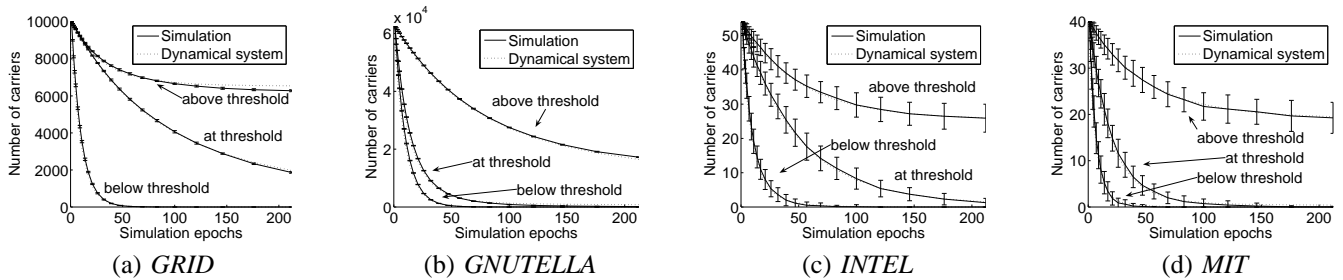 10000
8000
6000
4000
2000
0
0 50 100 150 200
Number of carriers
Simulation epochs
Simulation
Dynamical system
above threshold
at threshold
below threshold
(a) GRID
x 10^4
6
4
2
0
0 50 100 150 200
Number of carriers
Simulation epochs
Simulation
Dynamical system
above threshold
at threshold
below threshold
(b) GNUTELLA
50
40
30
20
10
0
0 50 100 150 200
Number of carriers
Simulation epochs
Simulation
Dynamical system
above threshold
below threshold
at threshold
(c) INTEL
40
30
20
10
0
0 50 100 150 200
Number of carriers
Simulation epochs
Simulation
Dynamical system
above threshold
at threshold
below threshold
(d) MIT